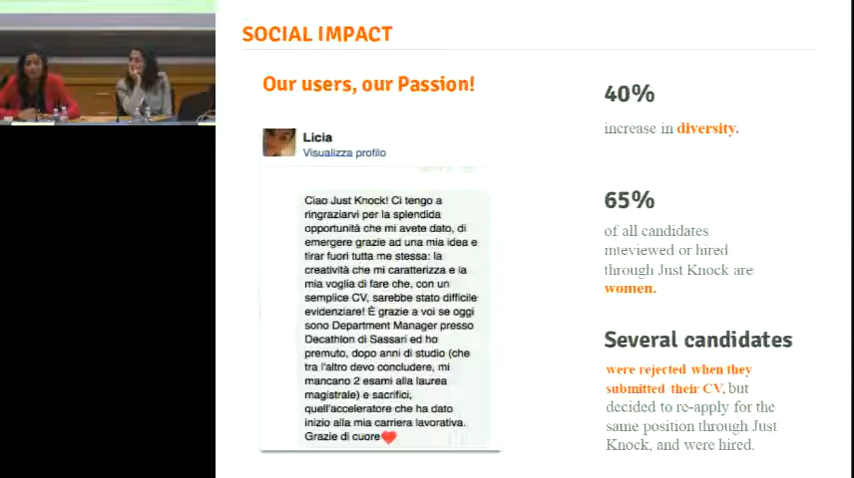 SOCIAL IMPACT
Our users, our Passion!
Licia
Visualizza profilo
Ciao Just Knock! Ci tengo a
ringraziarvi per la splendida
opportunità che mi avete dato, di
emergere grazie ad una mia idea e
tirar fuori tutta me stessa: la
creatività che mi caratterizza e la
mia voglia di fare che, con un
semplice CV, sarebbe stato difficile
evidenziare! È grazie a voi se oggi
sono Department Manager presso
Decathlon di Sassari ed ho
premuto, dopo anni di studio (che
tra l'altro devo concludere, mi
mancano 2 esami alla laurea
magistrale) e sacrifici,
quell'acceleratore che ha dato
inizio alla mia carriera lavorativa.
Grazie di cuore❤️
40%
increase in diversity.
65%
of all candidates
interviewed or hired
through Just Knock are
women.
Several candidates
were rejected when they
submitted their CV, but
decided to re-apply for the
same position through Just
Knock, and were hired.